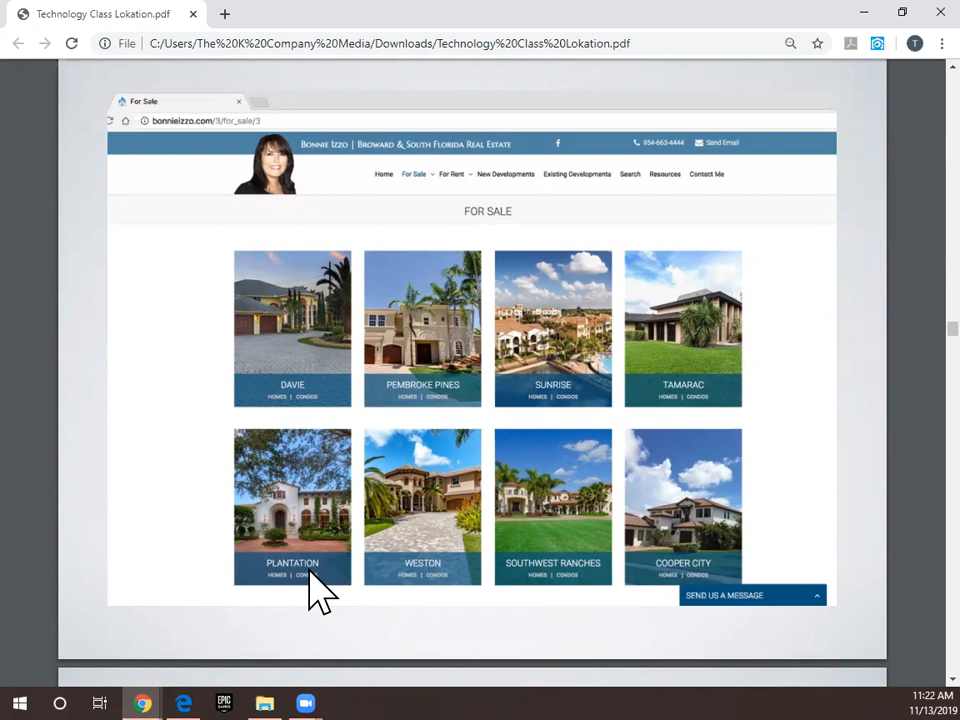 Technology Class Lokation.pdf
File
C:/Users/The%20K%20Company%20Media/Downloads/Technology%20Class%20Lokation.pdf
T
For Sale
bonnieizzo.com/3/for_sale/3
BONNIE IZZO | BROWARD & SOUTH FLORIDA REAL ESTATE
f
954-663-4444
Send Email
Home
For Sale
For Rent
New Developments
Existing Developments
Search
Resources
Contact Me
FOR SALE
DAVIE
HOMES | CONDOS
PEMBROKE PINES
HOMES | CONDOS
SUNRISE
HOMES | CONDOS
TAMARAC
HOMES | CONDOS
PLANTATION
HOMES |
WESTON
HOMES | CONDOS
SOUTHWEST RANCHES
HOMES | CONDOS
COOPER CITY
HOMES | CONDOS
SEND US A MESSAGE
EPIC
GAMES
11:22 AM
11/13/2019